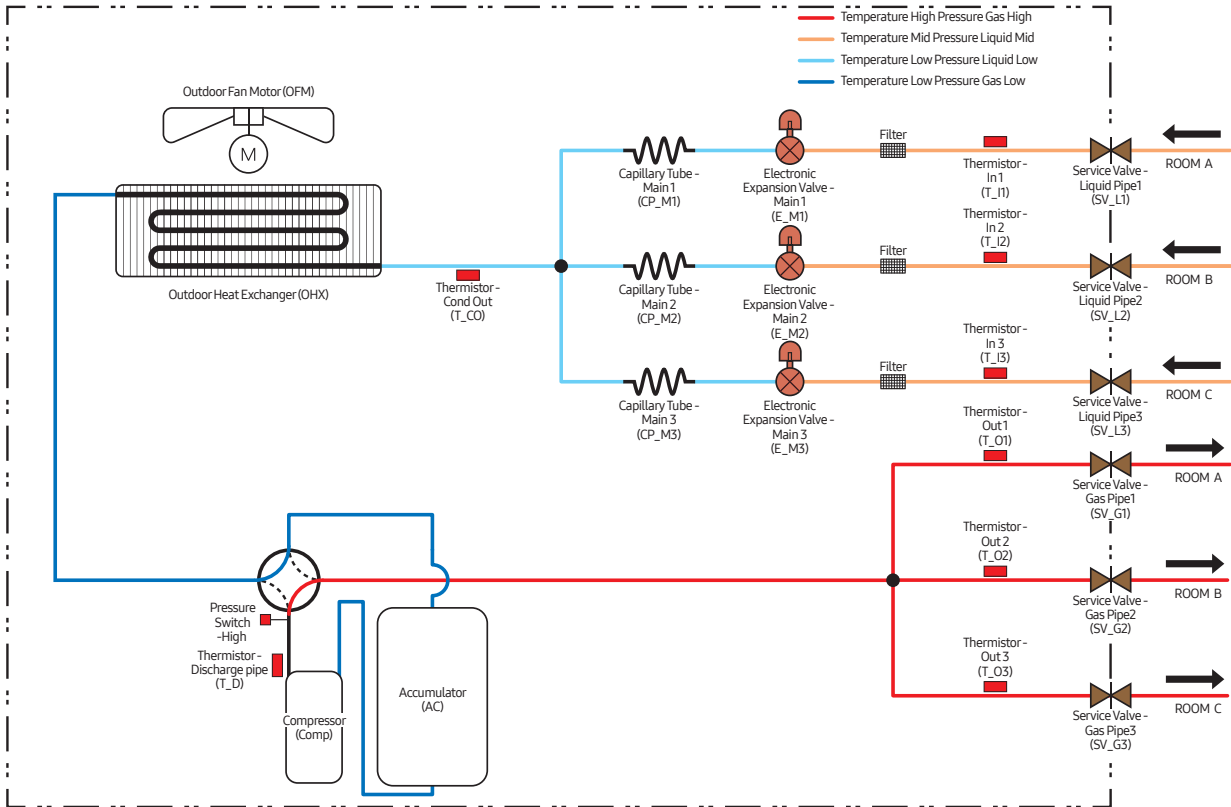 Temperature High Pressure Gas High
Temperature Mid Pressure Liquid Mid
Temperature Low Pressure Liquid Low
Temperature Low Pressure Gas Low
Outdoor Fan Motor (OFM)
M
Outdoor Heat Exchanger (OHX)
Thermistor -
Cond Out
(T_CO)
Capillary Tube -
Main 1
(CP_M1)
Electronic
Expansion Valve -
Main 1
(E_M1)
Filter
Thermistor -
In 1
(T_I1)
Service Valve -
Liquid Pipe1
(SV_L1)
ROOM A
Capillary Tube -
Main 2
(CP_M2)
Electronic
Expansion Valve -
Main 2
(E_M2)
Filter
Thermistor -
In 2
(T_I2)
Service Valve -
Liquid Pipe2
(SV_L2)
ROOM B
Capillary Tube -
Main 3
(CP_M3)
Electronic
Expansion Valve -
Main 3
(E_M3)
Filter
Thermistor -
In 3
(T_I3)
Service Valve -
Liquid Pipe3
(SV_L3)
ROOM C
Thermistor -
Out 1
(T_O1)
Service Valve -
Gas Pipe1
(SV_G1)
ROOM A
Thermistor -
Out 2
(T_O2)
Service Valve -
Gas Pipe2
(SV_G2)
ROOM B
Thermistor -
Out 3
(T_O3)
Service Valve -
Gas Pipe3
(SV_G3)
ROOM C
Pressure
Switch
-High
Thermistor -
Discharge pipe
(T_D)
Compressor
(Comp)
Accumulator
(AC)